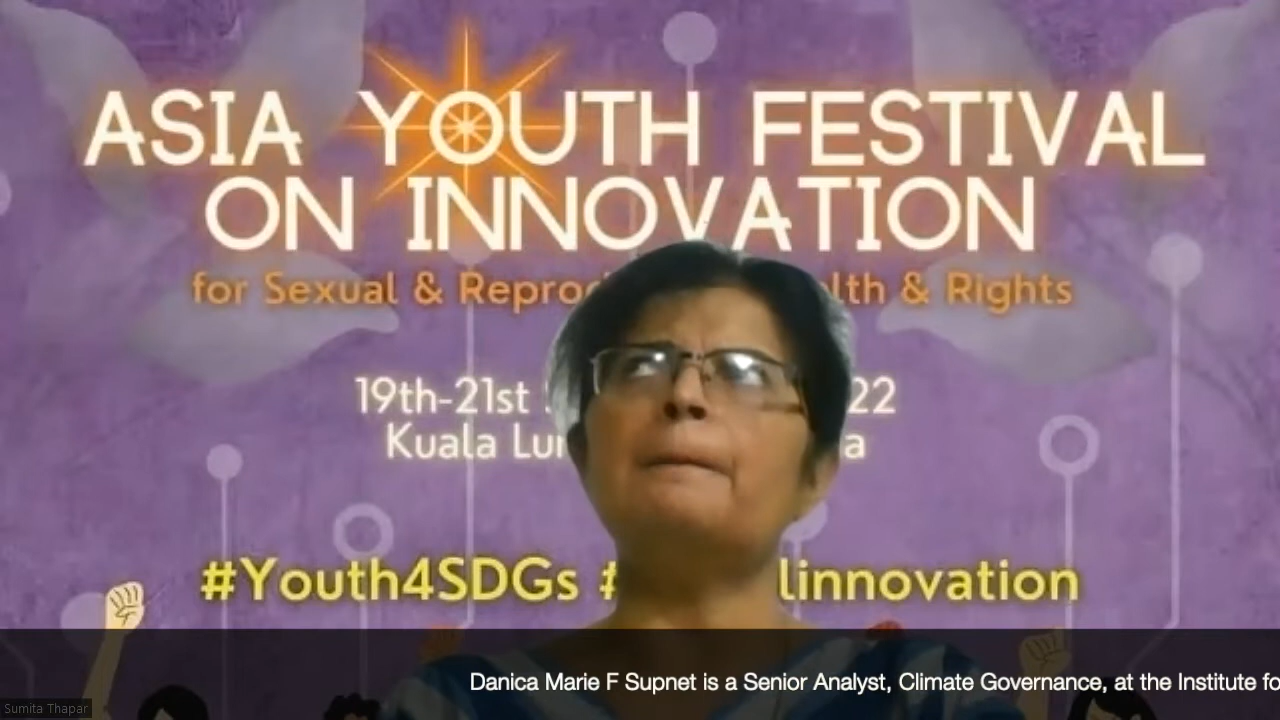 ASIA YOUTH FESTIVAL
ON INNOVATION
for Sexual & Repro lth & Rights
19th-21st 22
Kuala Lu a
#Youth4SDGs # linnovation
Danica Marie F Supnet is a Senior Analyst, Climate Governance, at the Institute fo
Sumita Thapar